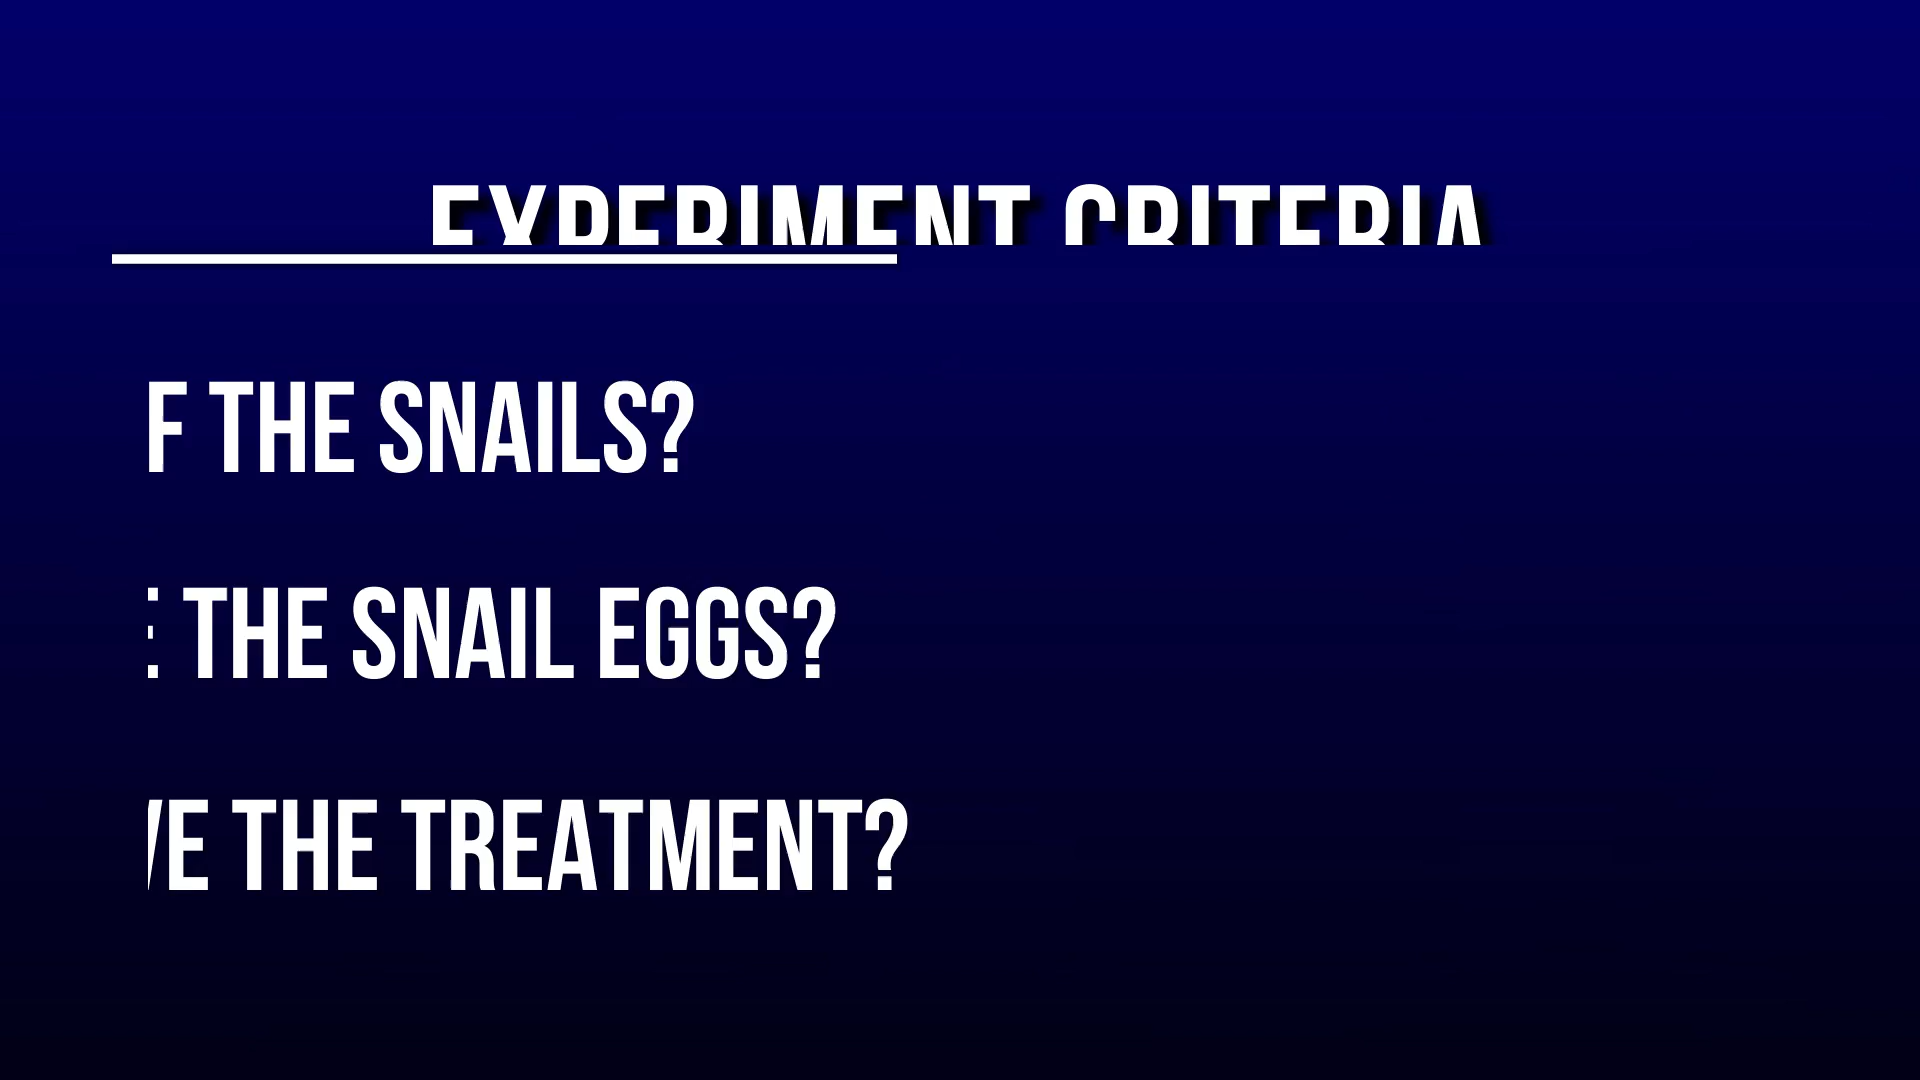 EXPERIMENT CRITERIA
F THE SNAILS?
THE SNAIL EGGS?
THE TREATMENT?